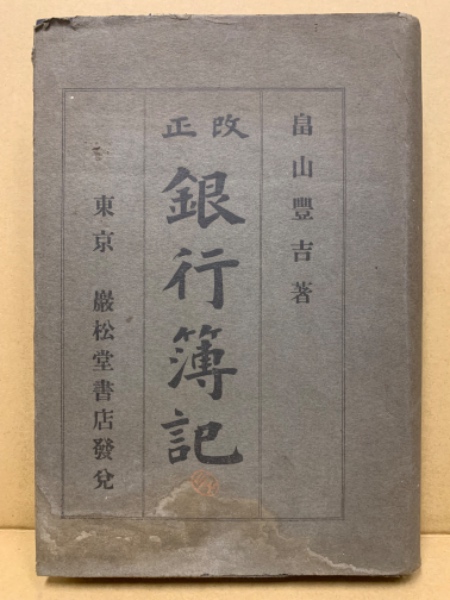 畠山豐吉著
改正
銀行簿記
東京 巖松堂書店發兌